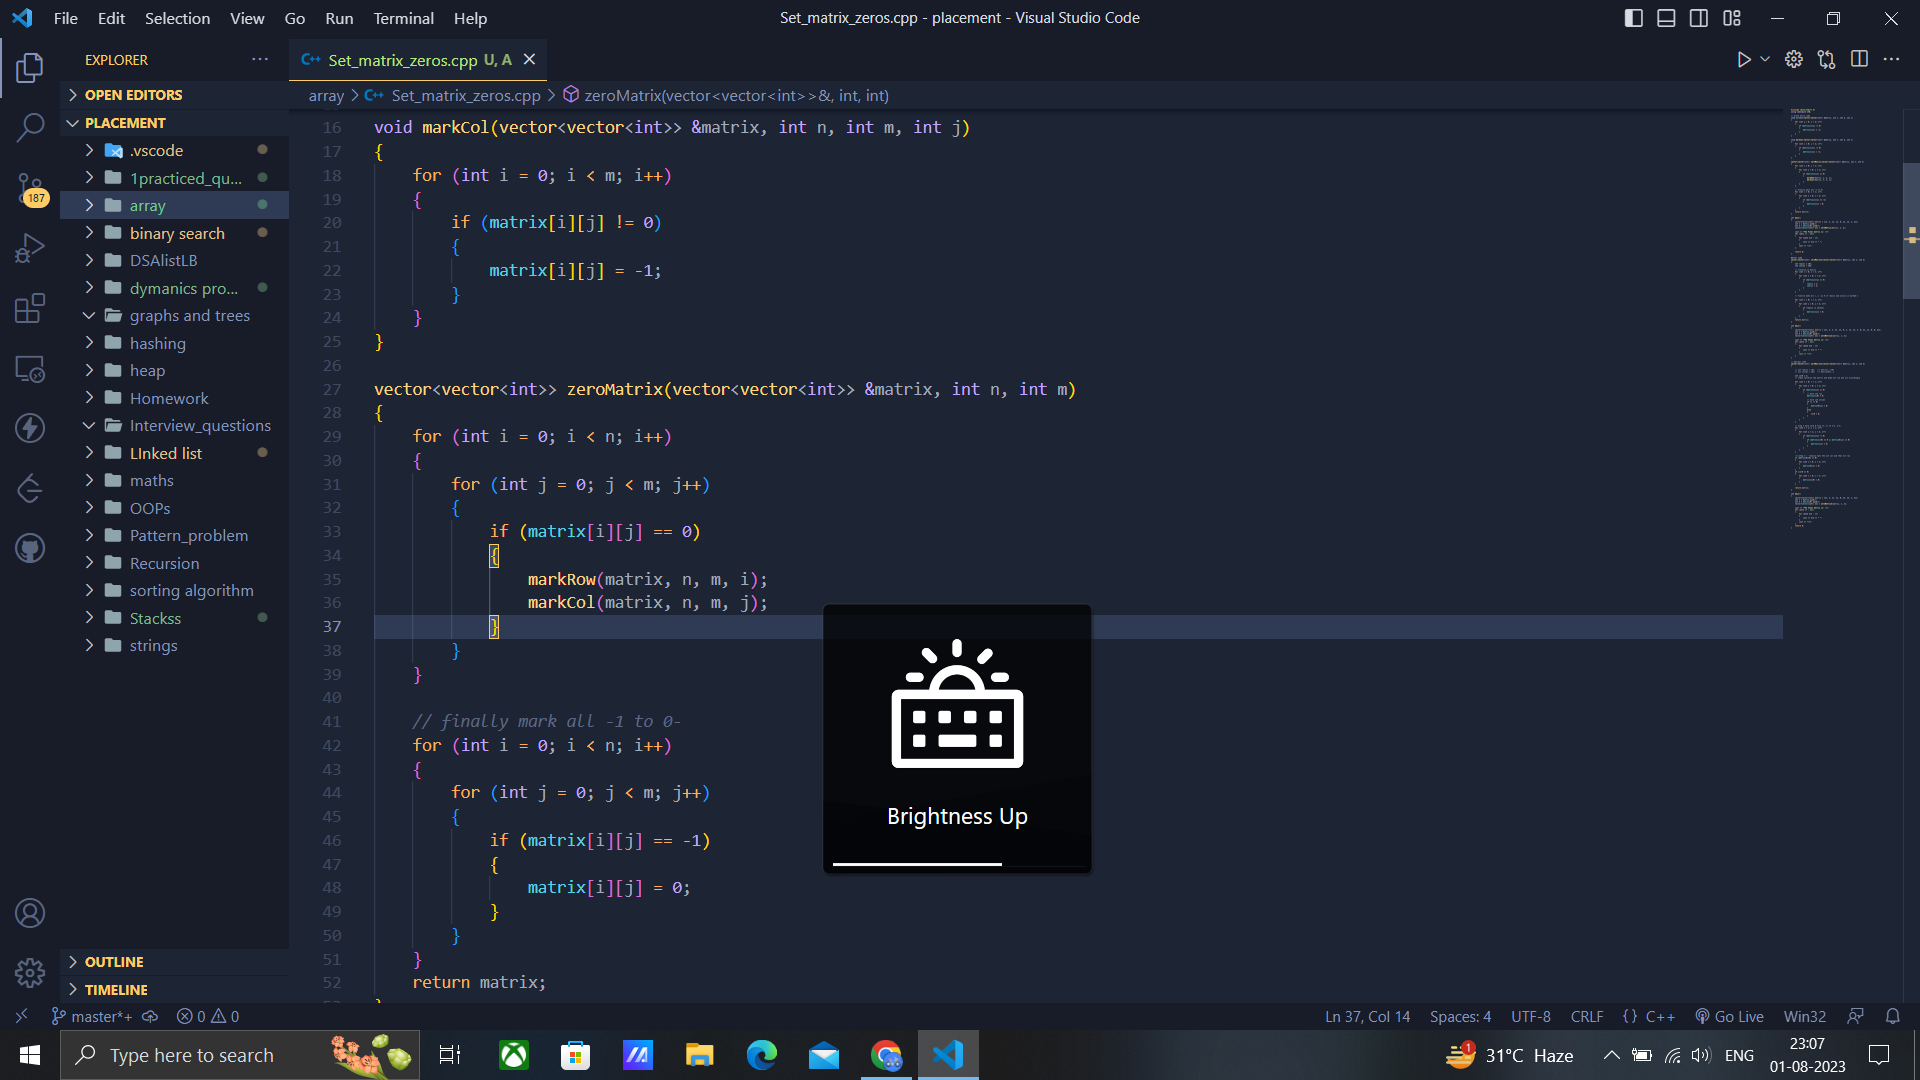 File Edit Selection View Go Run Terminal Help
Set_matrix_zeros.cpp - placement - Visual Studio Code
EXPLORER
OPEN EDITORS
PLACEMENT
.vscode
1practiced_qu...
array
binary search
DSAlistLB
dymanics pro...
graphs and trees
hashing
heap
Homework
Interview_questions
LInked list
maths
OOPs
Pattern_problem
Recursion
sorting algorithm
Stackss
strings
OUTLINE
TIMELINE
187
Set_matrix_zeros.cpp U, A
array > Set_matrix_zeros.cpp > zeroMatrix(vector<vector<int>>&, int, int)
16 void markCol(vector<vector<int>> &matrix, int n, int m, int j)
17 {
18 for (int i = 0; i < m; i++)
19 {
20 if (matrix[i][j] != 0)
21 {
22 matrix[i][j] = -1;
23 }
24 }
25 }
26
27 vector<vector<int>> zeroMatrix(vector<vector<int>> &matrix, int n, int m)
28 {
29 for (int i = 0; i < n; i++)
30 {
31 for (int j = 0; j < m; j++)
32 {
33 if (matrix[i][j] == 0)
34 {
35 markRow(matrix, n, m, i);
36 markCol(matrix, n, m, j);
37 }
38 }
39 }
40
41 // finally mark all -1 to 0-
42 for (int i = 0; i < n; i++)
43 {
44 for (int j = 0; j < m; j++)
45 {
46 if (matrix[i][j] == -1)
47 {
48 matrix[i][j] = 0;
49 }
50 }
51 }
52 return matrix;
Brightness Up
master*+ 0 0
Ln 37, Col 14 Spaces: 4 UTF-8 CRLF {} C++ Go Live Win32
Type here to search
1 31°C Haze
ENG
23:07
01-08-2023